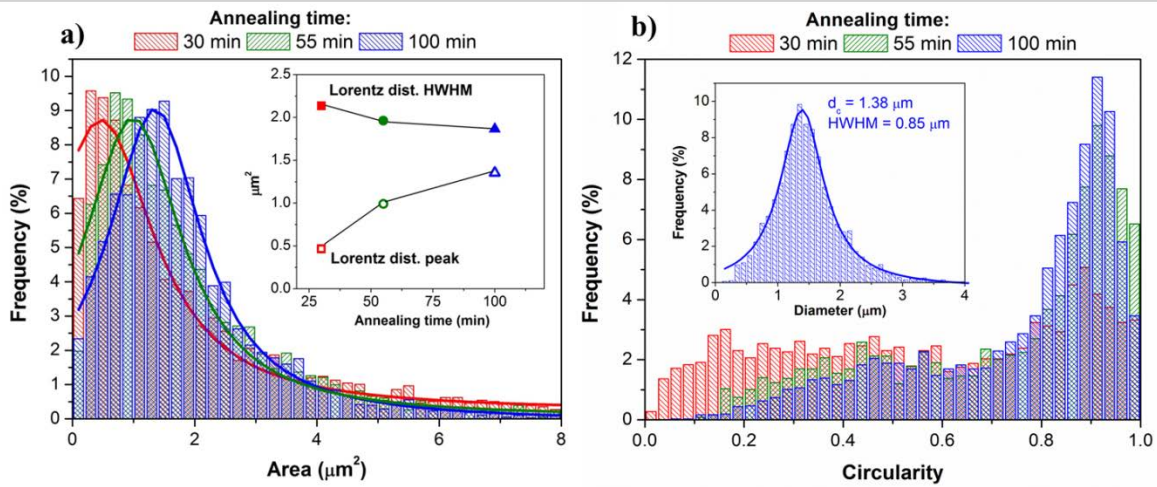 Annealing time:
30 min 55 min 100 min
a)
Frequency (%)
10
9
8
7
6
5
4
3
2
1
0
0 2 4 6 8
Area (μm²)
2.5
2.0
1.5
1.0
0.5
0.0
μm²
Lorentz dist. HWHM
Lorentz dist. peak
25 50 75 100
Annealing time (min)
Annealing time:
b)
30 min 55 min 100 min
Frequency (%)
12
10
8
6
4
2
0
0.0 0.2 0.4 0.6 0.8 1.0
Circularity
Frequency (%)
10
8
6
4
2
0
dc = 1.38 μm
HWHM = 0.85 μm
0 1 2 3 4
Diameter (μm)